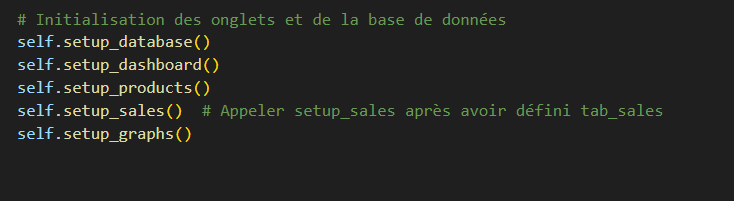 # Initialisation des onglets et de la base de données
self.setup_database()
self.setup_dashboard()
self.setup_products()
self.setup_sales()  # Appeler setup_sales après avoir défini tab_sales
self.setup_graphs()